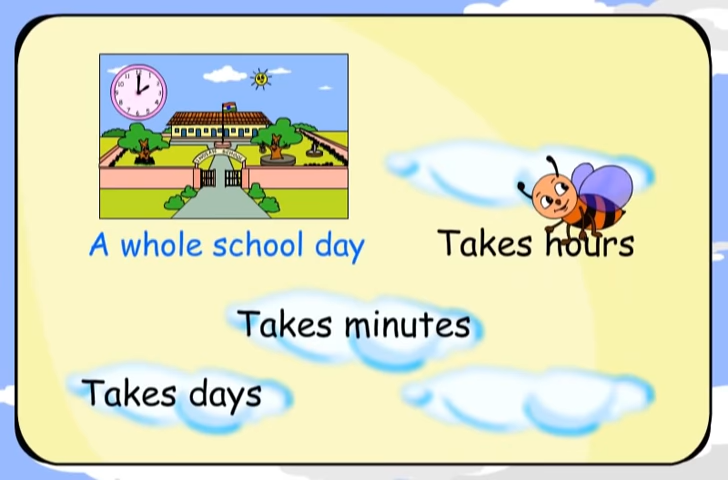 A whole school day
Takes hours
Takes minutes
Takes days